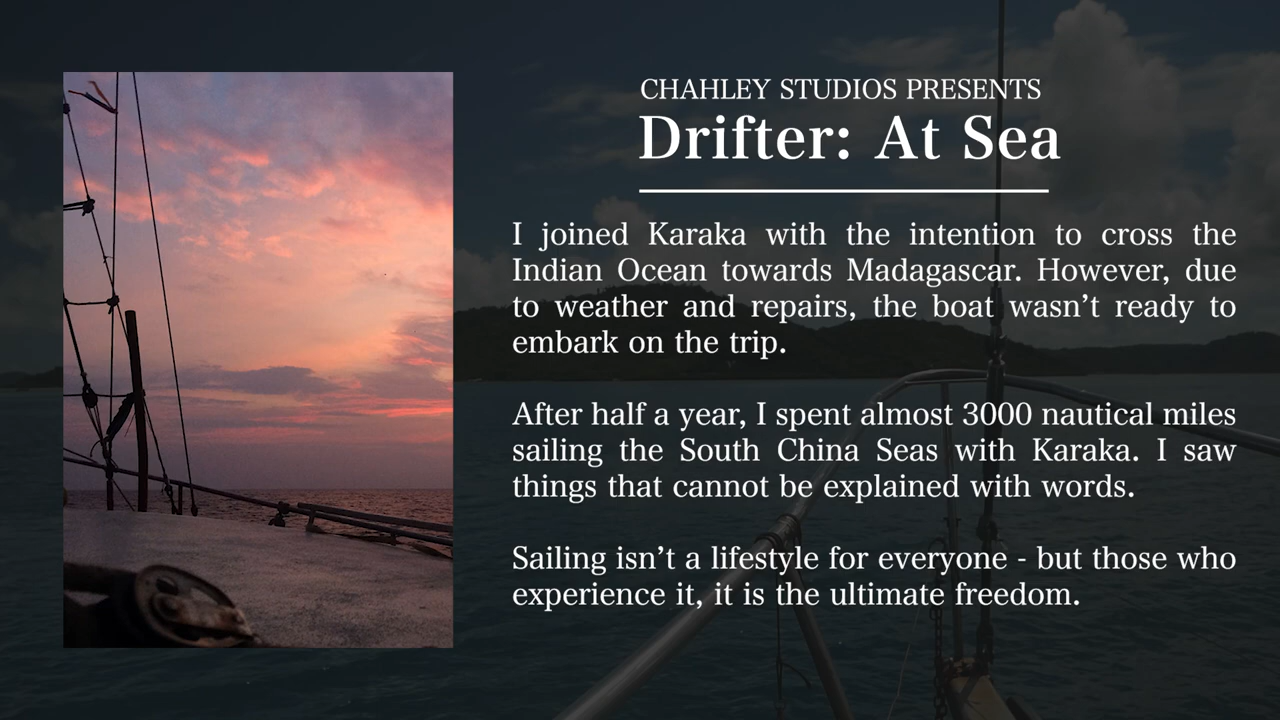 CHAHLEY STUDIOS PRESENTS
Drifter: At Sea
I joined Karaka with the intention to cross the
Indian Ocean towards Madagascar. However, due
to weather and repairs, the boat wasn’t ready to
embark on the trip.
After half a year, I spent almost 3000 nautical miles
sailing the South China Seas with Karaka. I saw
things that cannot be explained with words.
Sailing isn’t a lifestyle for everyone - but those who
experience it, it is the ultimate freedom.